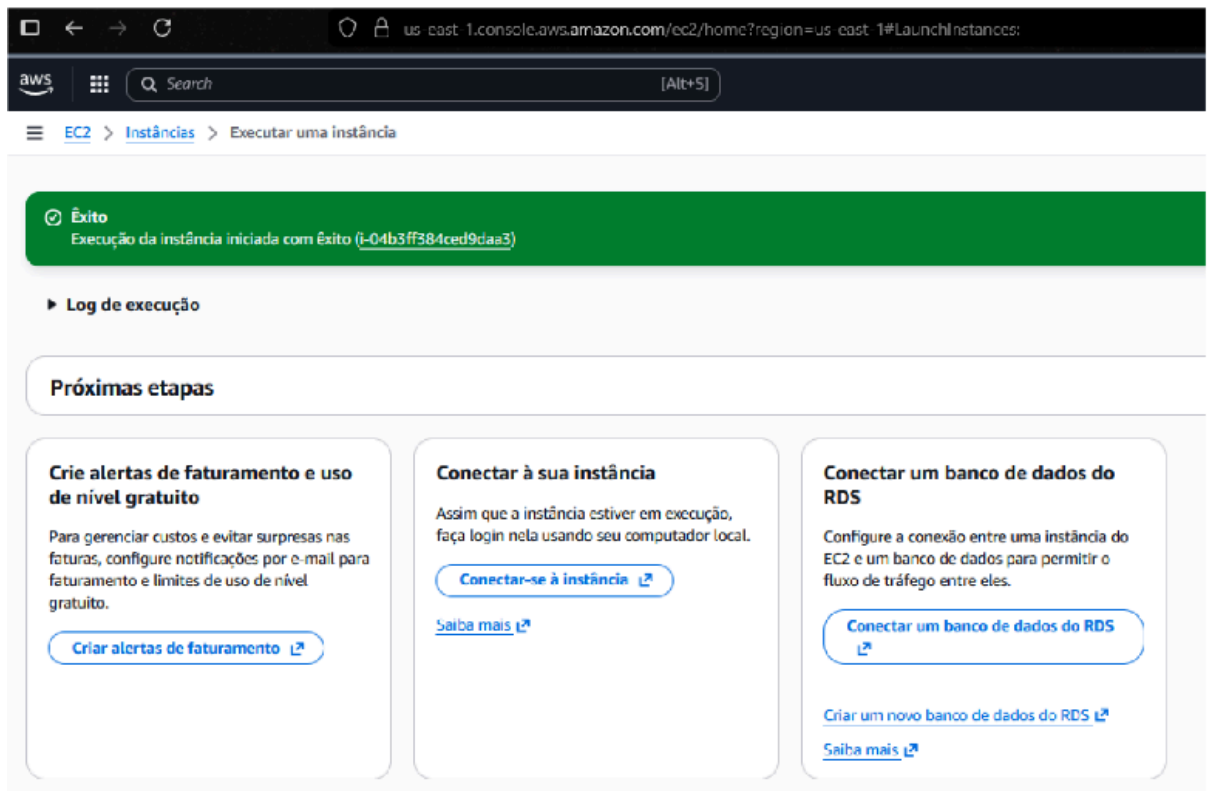 us-east-1.console.aws.amazon.com/ec2/home?region=us-east-1#LaunchInstances:
aws
Search [Alt+S]
EC2 > Instâncias > Executar uma instância
Êxito
Execução da instância iniciada com êxito (i-04b3ff384ced9daa3)
Log de execução
Próximas etapas
Crie alertas de faturamento e uso
de nível gratuito
Para gerenciar custos e evitar surpresas nas
faturas, configure notificações por e-mail para
faturamento e limites de uso de nível
gratuito.
Criar alertas de faturamento
Conectar à sua instância
Assim que a instância estiver em execução,
faça login nela usando seu computador local.
Conectar-se à instância
Saiba mais
Conectar um banco de dados do
RDS
Configure a conexão entre uma instância do
EC2 e um banco de dados para permitir o
fluxo de tráfego entre eles.
Conectar um banco de dados do RDS
Criar um novo banco de dados do RDS
Saiba mais